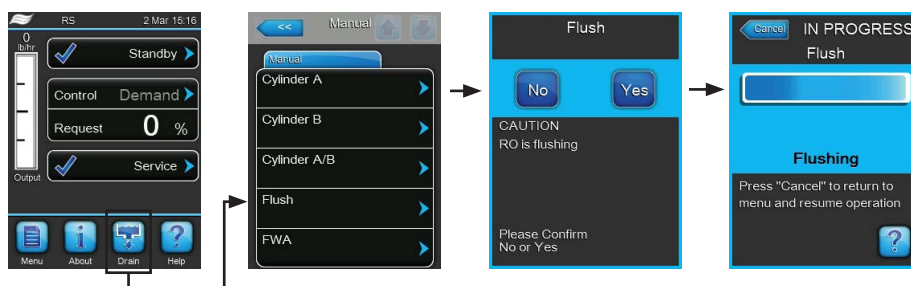 RS
2 Mar 15:16
0
lb/hr
Standby
Control Demand
Request 0 %
Output
Service
Menu
About
Drain
Help
<<
Manual
Manual
Cylinder A
Cylinder B
Cylinder A/B
Flush
FWA
Flush
No
Yes
CAUTION
RO is flushing
Please Confirm
No or Yes
Cancel
IN PROGRESS
Flush
Flushing
Press "Cancel" to return to
menu and resume operation
?